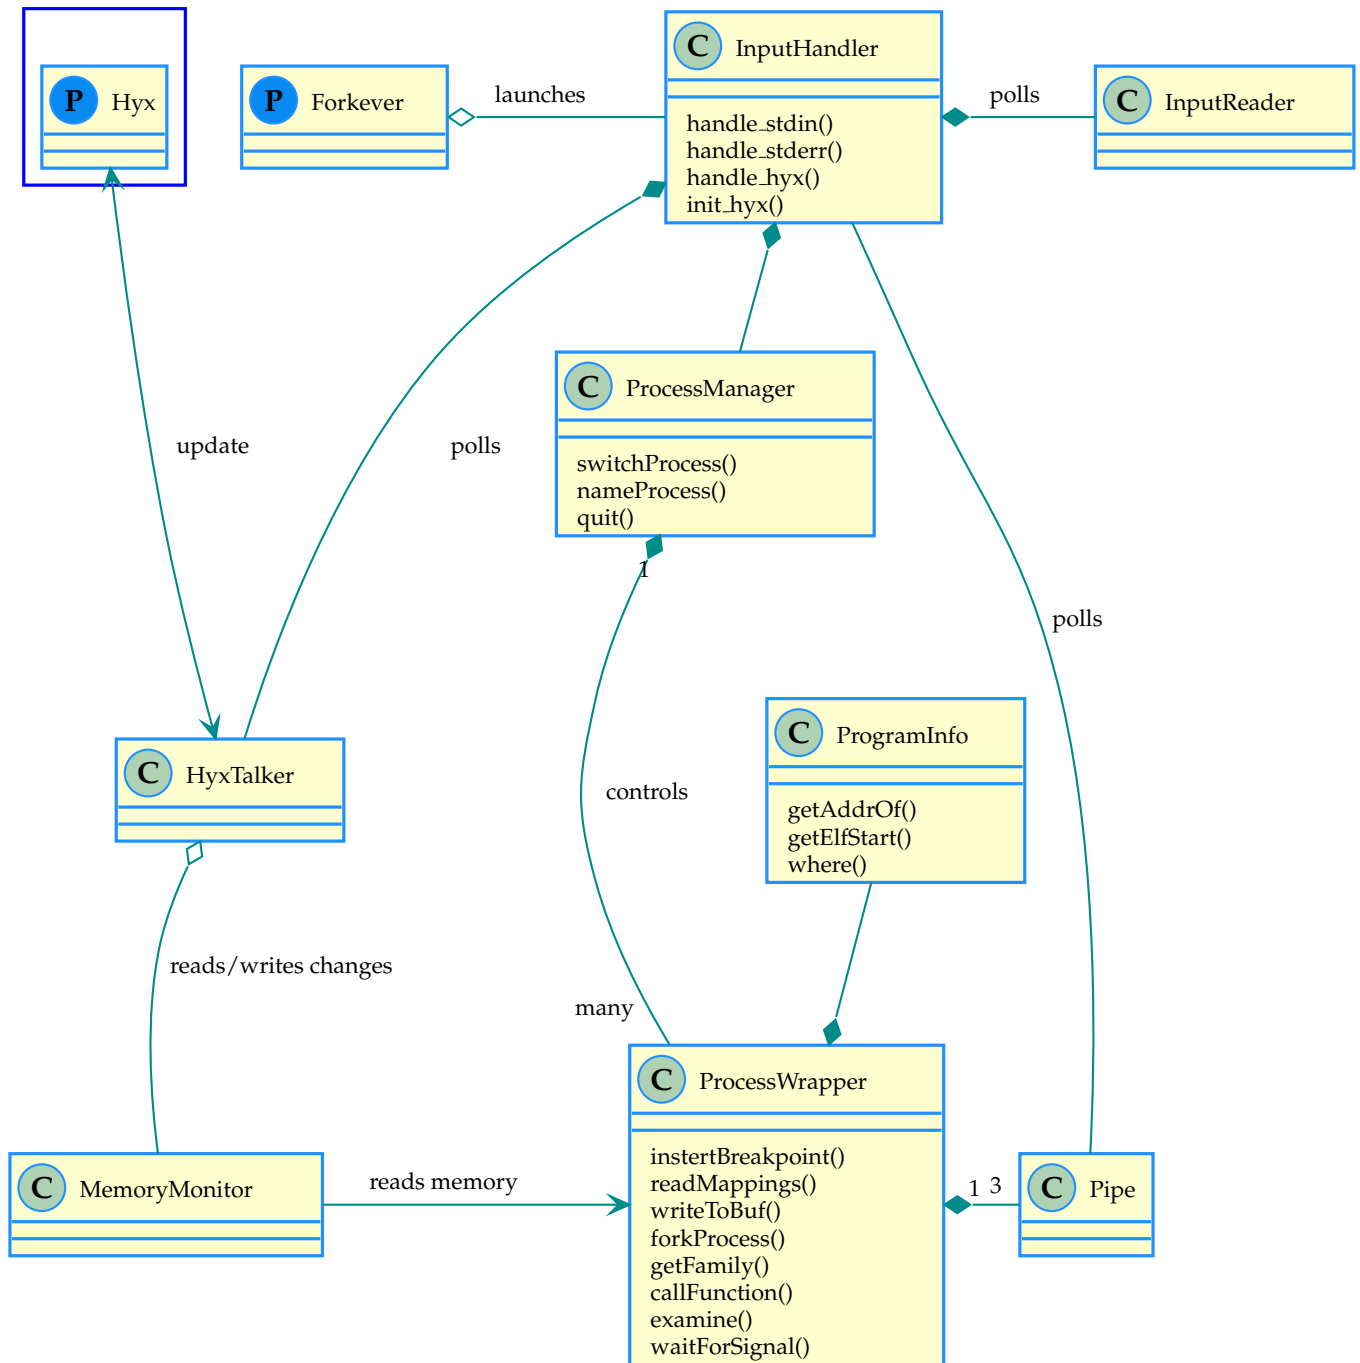 P Hyx
P Forkever
launches
C InputHandler
handle_stdin()
handle_stderr()
handle_hyx()
init_hyx()
polls
C InputReader
update
polls
C ProcessManager
switchProcess()
nameProcess()
quit()
1
polls
controls
many
C ProgramInfo
getAddrOf()
getElfStart()
where()
C HyxTalker
reads/writes changes
C MemoryMonitor
reads memory
C ProcessWrapper
instertBreakpoint()
readMappings()
writeToBuf()
forkProcess()
getFamily()
callFunction()
examine()
waitForSignal()
1 3
C Pipe